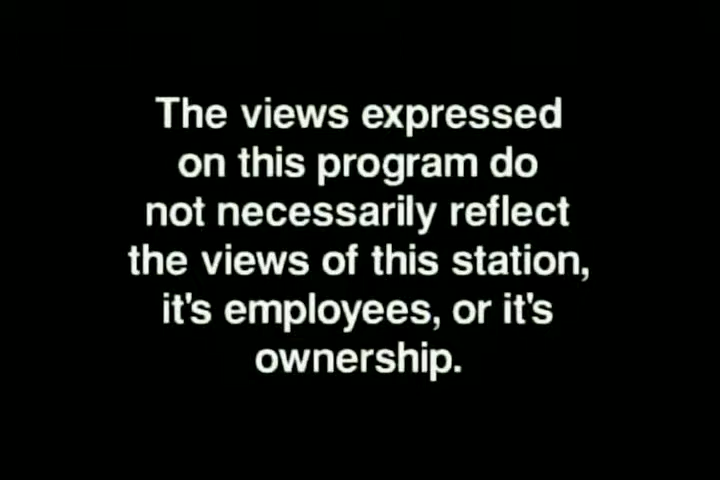 The views expressed
on this program do
not necessarily reflect
the views of this station,
it's employees, or it's
ownership.